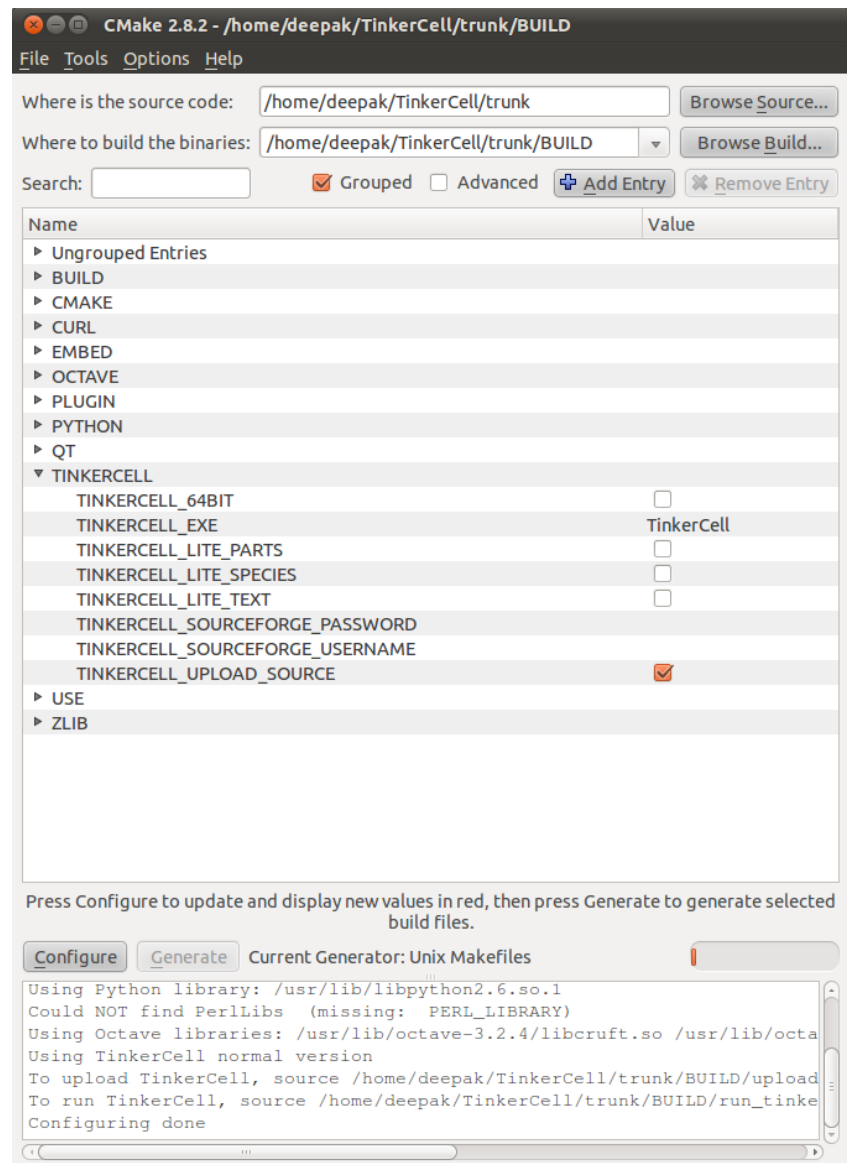 CMake 2.8.2 - /home/deepak/TinkerCell/trunk/BUILD
File Tools Options Help
Where is the source code: /home/deepak/TinkerCell/trunk Browse Source...
Where to build the binaries: /home/deepak/TinkerCell/trunk/BUILD Browse Build...
Search: Grouped Advanced Add Entry Remove Entry
Name Value
Ungrouped Entries
BUILD
CMAKE
CURL
EMBED
OCTAVE
PLUGIN
PYTHON
QT
TINKERCELL
TINKERCELL_64BIT
TINKERCELL_EXE TinkerCell
TINKERCELL_LITE_PARTS
TINKERCELL_LITE_SPECIES
TINKERCELL_LITE_TEXT
TINKERCELL_SOURCEFORGE_PASSWORD
TINKERCELL_SOURCEFORGE_USERNAME
TINKERCELL_UPLOAD_SOURCE
USE
ZLIB
Press Configure to update and display new values in red, then press Generate to generate selected
build files.
Configure Generate Current Generator: Unix Makefiles
Using Python library: /usr/lib/libpython2.6.so.1
Could NOT find PerlLibs (missing: PERL_LIBRARY)
Using Octave libraries: /usr/lib/octave-3.2.4/libcruft.so /usr/lib/octa
Using TinkerCell normal version
To upload TinkerCell, source /home/deepak/TinkerCell/trunk/BUILD/upload
To run TinkerCell, source /home/deepak/TinkerCell/trunk/BUILD/run_tinke
Configuring done